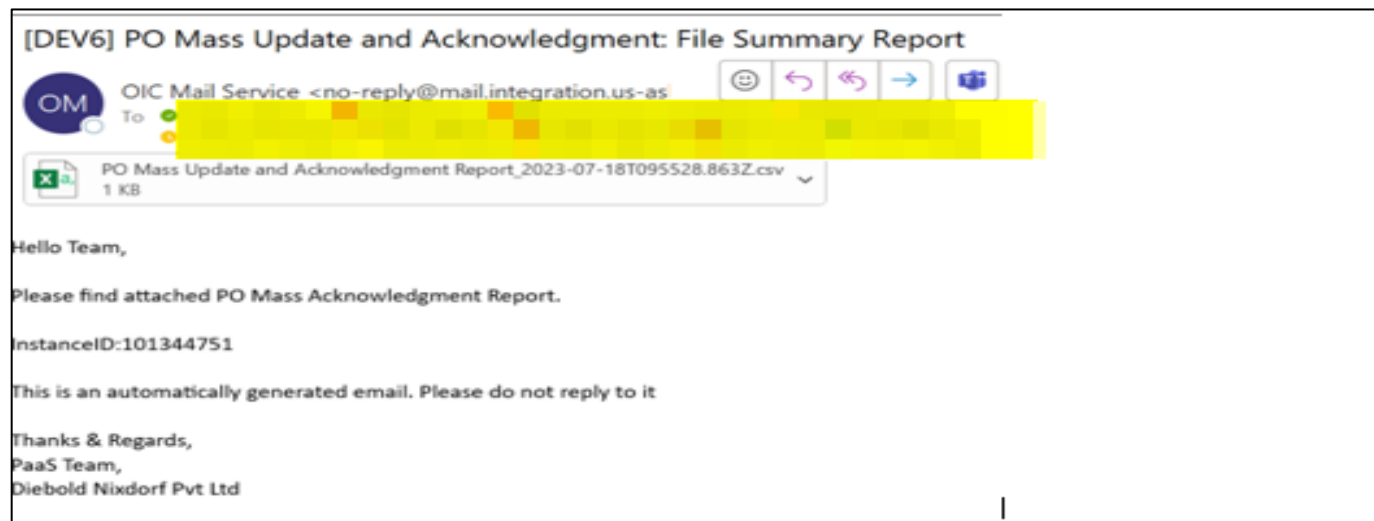 [DEV6] PO Mass Update and Acknowledgment: File Summary Report
OM
OIC Mail Service <no-reply@mail.integration.us-as
To
PO Mass Update and Acknowledgment Report_2023-07-18T095528.863Z.csv
1 KB
Hello Team,
Please find attached PO Mass Acknowledgment Report.
InstanceID:101344751
This is an automatically generated email. Please do not reply to it
Thanks & Regards,
PaaS Team,
Diebold Nixdorf Pvt Ltd